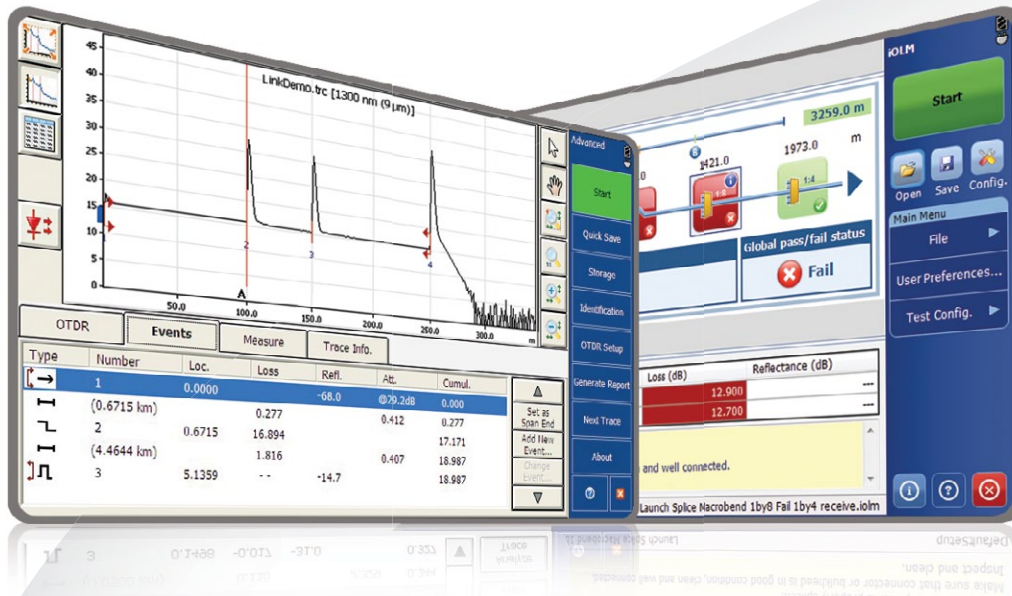 45
40
35
30
25
20
15
10
5
0
LinkDemo.trc [1300 nm (9 μm)]
2
3
4
A
50.0
100.0
150.0
200.0
250.0
300.0
m
OTDR
Events
Measure
Trace Info.
Type Number Loc. Loss Refl. Att. Cumul.
1 0.0000 -68.0 @79.2dB 0.000
(0.6715 km) 0.277 0.412 0.277
2 0.6715 16.894 17.171
(4.4644 km) 1.816 0.407 18.987
3 5.1359 -- -14.7 18.987
Set as
Span End
Add New
Event...
Change
Event...
Advanced
Start
Quick Save
Storage
Identification
OTDR Setup
Generate Report
Next Trace
About
3259.0 m
B
0
1421.0
1973.0
m
1:8
1:4
Global pass/fail status
Fail
Loss (dB) Reflectance (dB)
12.900 ---
12.700 ---
and well connected.
Launch Splice Macrobend 1by8 Fail 1by4 receive.iolm
iOLM
Start
Open
Save
Config.
Main Menu
File
User Preferences...
Test Config.